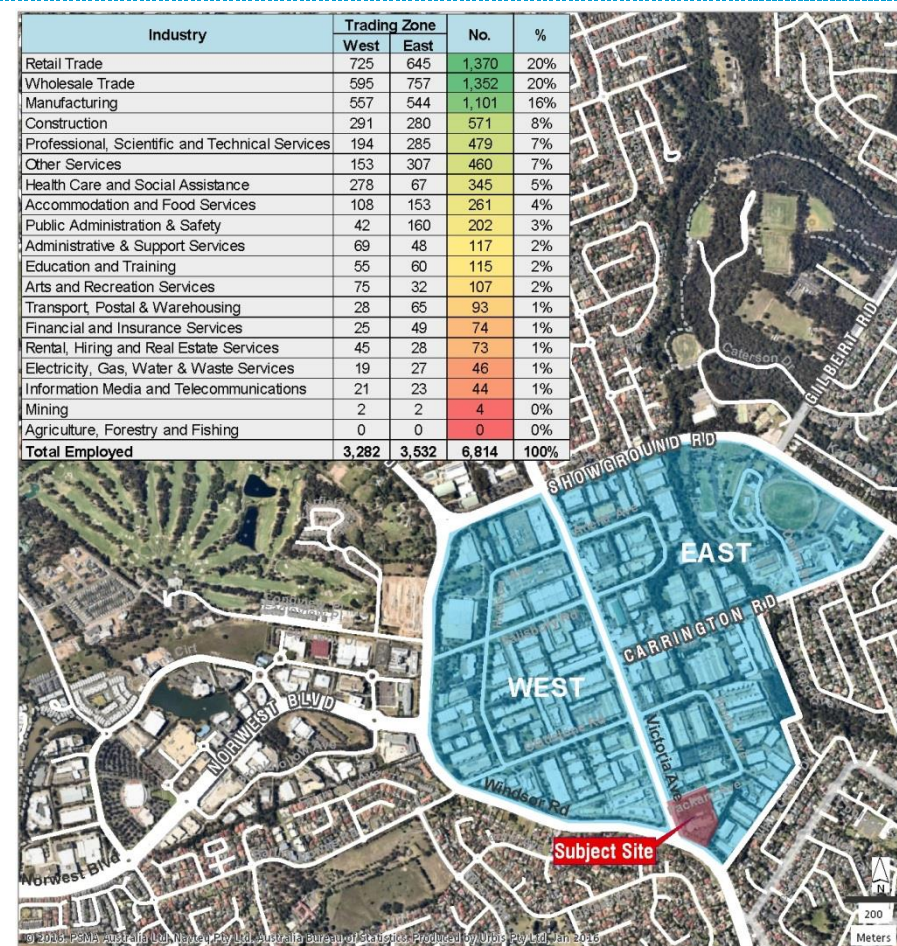 Industry Trading Zone No. %
West East
Retail Trade 725 645 1,370 20%
Wholesale Trade 595 757 1,352 20%
Manufacturing 557 544 1,101 16%
Construction 291 280 571 8%
Professional, Scientific and Technical Services 194 285 479 7%
Other Services 153 307 460 7%
Health Care and Social Assistance 278 67 345 5%
Accommodation and Food Services 108 153 261 4%
Public Administration & Safety 42 160 202 3%
Administrative & Support Services 69 48 117 2%
Education and Training 55 60 115 2%
Arts and Recreation Services 75 32 107 2%
Transport, Postal & Warehousing 28 65 93 1%
Financial and Insurance Services 25 49 74 1%
Rental, Hiring and Real Estate Services 45 28 73 1%
Electricity, Gas, Water & Waste Services 19 27 46 1%
Information Media and Telecommunications 21 23 44 1%
Mining 2 2 4 0%
Agriculture, Forestry and Fishing 0 0 0 0%
Total Employed 3,282 3,532 6,814 100%
GILBEIRT RD
SHOWGROUND RD
EAST
CARRINGTON RD
WEST
NORWEST BLVD
Victoria Ave
Windsor Rd
Subject Site
Norwest Blvd
N
200
Meters
© 2016. PSMA Australia Ltd, Navteq Pty Ltd, Australia Bureau of Statistics. Produced by Urbis Pty Ltd, Jan 2016